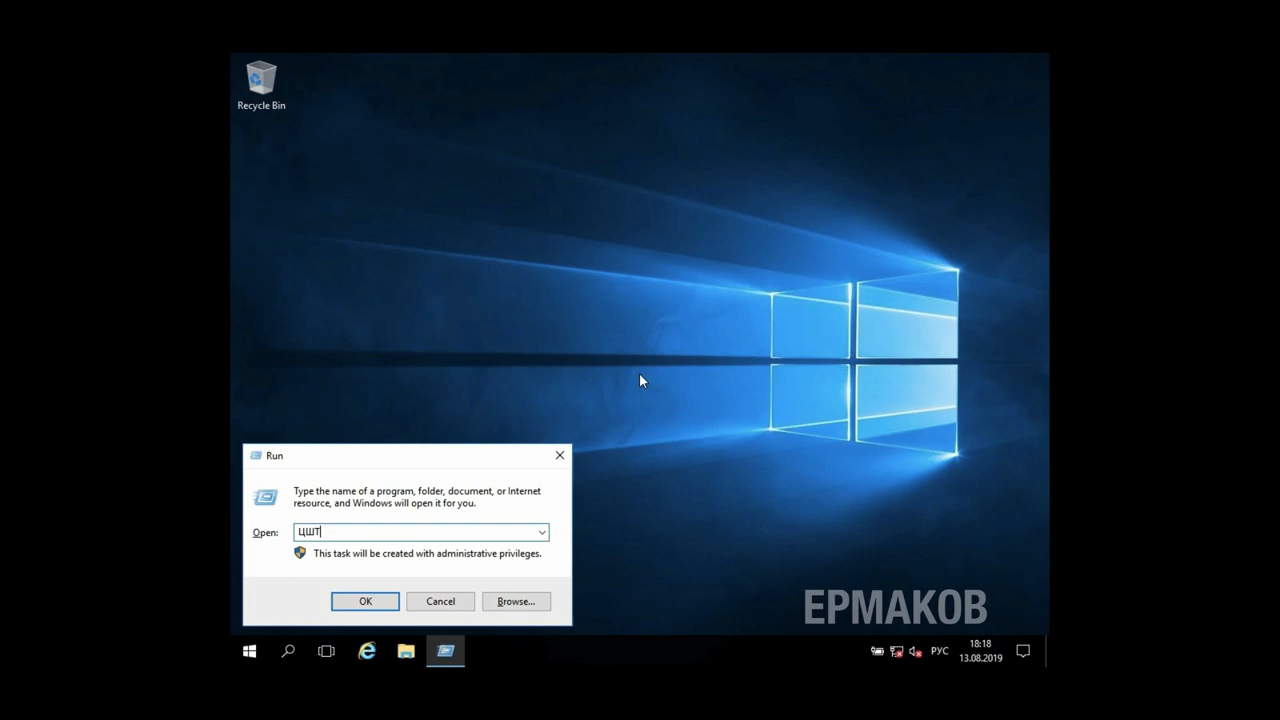 Recycle Bin
Run
Type the name of a program, folder, document, or Internet
resource, and Windows will open it for you.
Open:
ЦШТ
This task will be created with administrative privileges.
OK
Cancel
Browse...
ЕРМАКОВ
РУС
18:18
13.08.2019